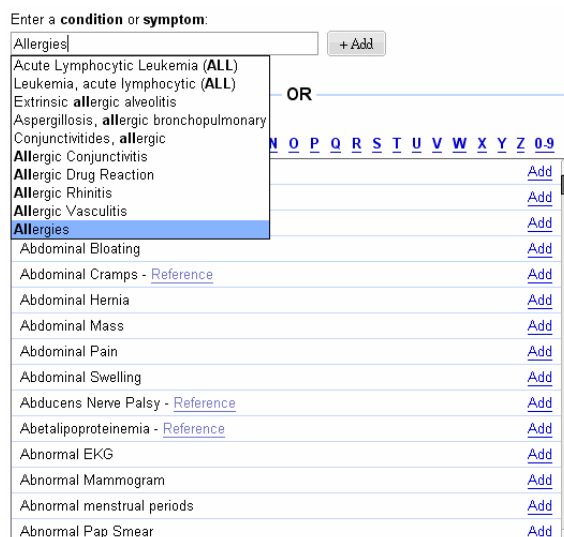 Enter a condition or symptom:
Allergies
+ Add
Acute Lymphocytic Leukemia (ALL)
Leukemia, acute lymphocytic (ALL)
Extrinsic allergic alveolitis
Aspergillosis, allergic bronchopulmonary
Conjunctivitides, allergic
Allergic Conjunctivitis
Allergic Drug Reaction
Allergic Rhinitis
Allergic Vasculitis
Allergies
OR
N O P Q R S T U V W X Y Z 0-9
Add
Add
Add
Abdominal Bloating Add
Abdominal Cramps - Reference Add
Abdominal Hernia Add
Abdominal Mass Add
Abdominal Pain Add
Abdominal Swelling Add
Abducens Nerve Palsy - Reference Add
Abetalipoproteinemia - Reference Add
Abnormal EKG Add
Abnormal Mammogram Add
Abnormal menstrual periods Add
Abnormal Pap Smear Add